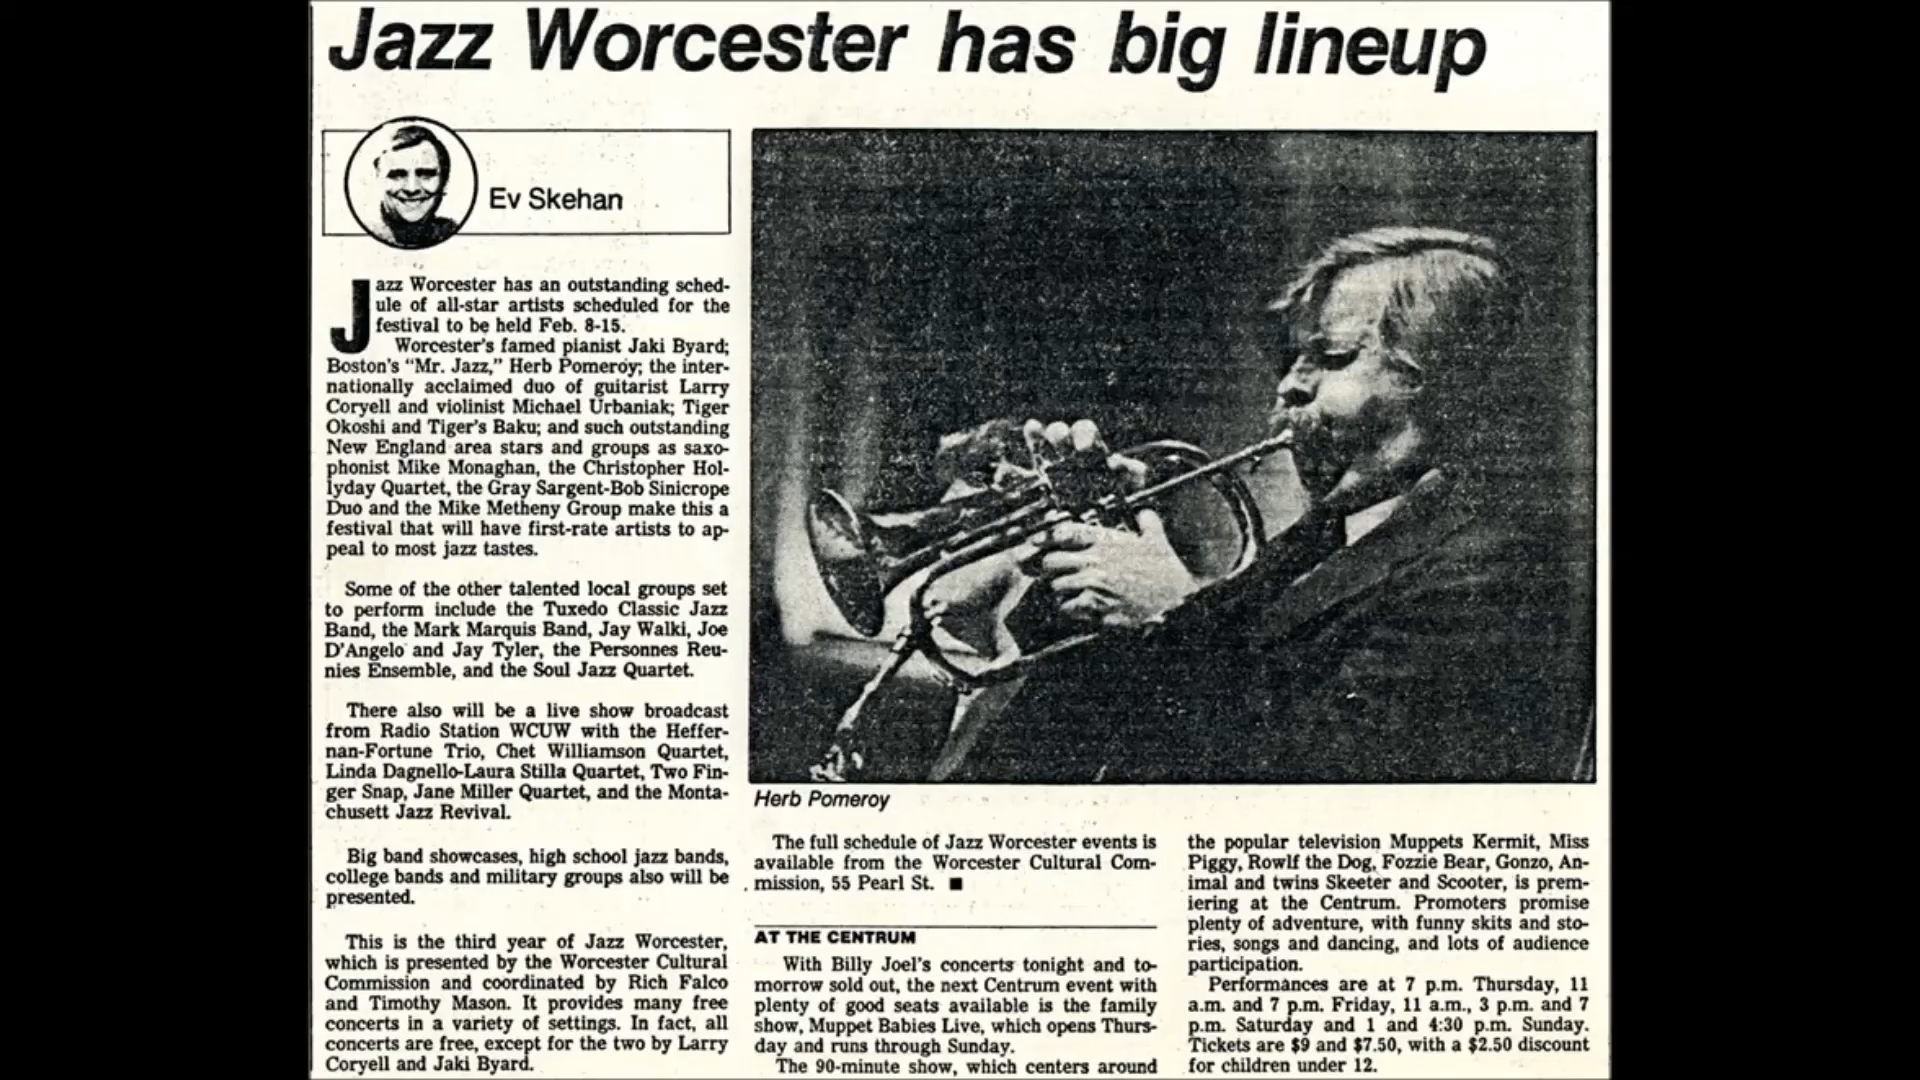 Jazz Worcester has big lineup
Ev Skehan
Jazz Worcester has an outstanding sched-
ule of all-star artists scheduled for the
festival to be held Feb. 8-15.
Worcester's famed pianist Jaki Byard;
Boston's "Mr. Jazz," Herb Pomeroy; the inter-
nationally acclaimed duo of guitarist Larry
Coryell and violinist Michael Urbaniak; Tiger
Okoshi and Tiger's Baku; and such outstanding
New England area stars and groups as saxo-
phonist Mike Monaghan, the Christopher Hol-
lyday Quartet, the Gray Sargent-Bob Sinicrope
Duo and the Mike Metheny Group make this a
festival that will have first-rate artists to ap-
peal to most jazz tastes.
Some of the other talented local groups set
to perform include the Tuxedo Classic Jazz
Band, the Mark Marquis Band, Jay Walki, Joe
D'Angelo and Jay Tyler, the Personnes Reu-
nies Ensemble, and the Soul Jazz Quartet.
There also will be a live show broadcast
from Radio Station WCUW with the Heffer-
nan-Fortune Trio, Chet Williamson Quartet,
Linda Dagnello-Laura Stilla Quartet, Two Fin-
ger Snap, Jane Miller Quartet, and the Monta-
chusett Jazz Revival.
Big band showcases, high school jazz bands,
college bands and military groups also will be
presented.
This is the third year of Jazz Worcester,
which is presented by the Worcester Cultural
Commission and coordinated by Rich Falco
and Timothy Mason. It provides many free
concerts in a variety of settings. In fact, all
concerts are free, except for the two by Larry
Coryell and Jaki Byard.
Herb Pomeroy
The full schedule of Jazz Worcester events is
available from the Worcester Cultural Com-
mission, 55 Pearl St. ■
AT THE CENTRUM
With Billy Joel's concerts tonight and to-
morrow sold out, the next Centrum event with
plenty of good seats available is the family
show, Muppet Babies Live, which opens Thurs-
day and runs through Sunday.
The 90-minute show, which centers around
the popular television Muppets Kermit, Miss
Piggy, Rowlf the Dog, Fozzie Bear, Gonzo, An-
imal and twins Skeeter and Scooter, is prem-
iering at the Centrum. Promoters promise
plenty of adventure, with funny skits and sto-
ries, songs and dancing, and lots of audience
participation.
Performances are at 7 p.m. Thursday, 11
a.m. and 7 p.m. Friday, 11 a.m., 3 p.m. and 7
p.m. Saturday and 1 and 4:30 p.m. Sunday.
Tickets are $9 and $7.50, with a $2.50 discount
for children under 12.